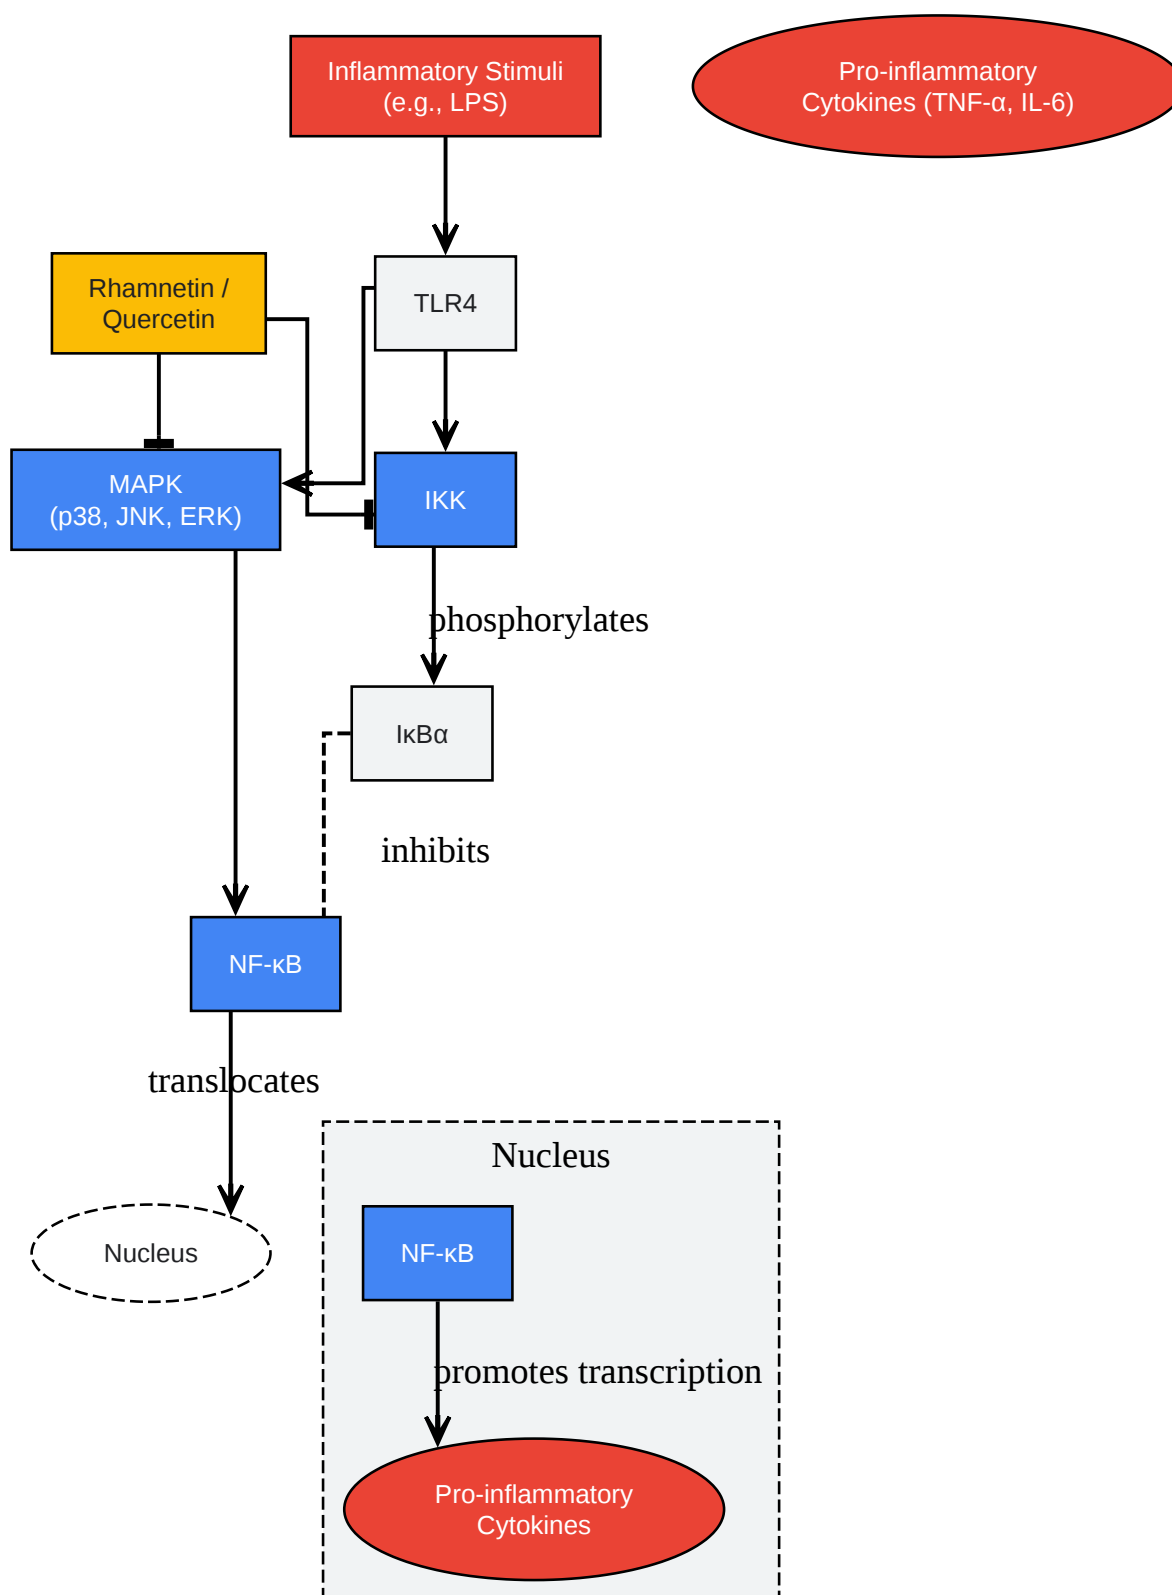 Inflammatory Stimuli
(e.g., LPS)
Pro-inflammatory
Cytokines (TNF-α, IL-6)
Rhamnetin /
Quercetin
TLR4
MAPK
(p38, JNK, ERK)
IKK
phosphorylates
IκBα
inhibits
NF-κB
translocates
Nucleus
Nucleus
NF-κB
promotes transcription
Pro-inflammatory
Cytokines